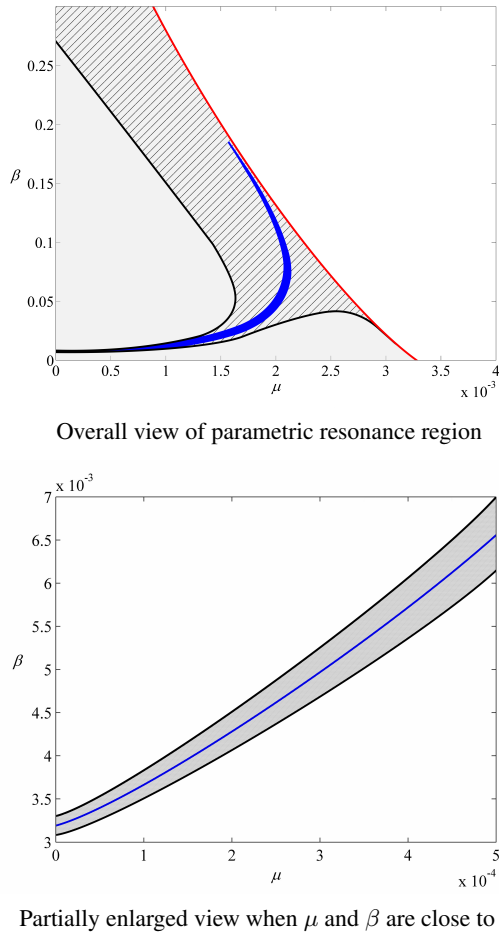 0.25
0.2
β
0.15
0.1
0.05
0
0 0.5 1 1.5 2 2.5 3 3.5 4
μ
x 10⁻³
Overall view of parametric resonance region
x 10⁻³
7
6.5
6
5.5
β
5
4.5
4
3.5
3
0 1 2 3 4 5
μ
x 10⁻⁴
Partially enlarged view when μ and β are close to